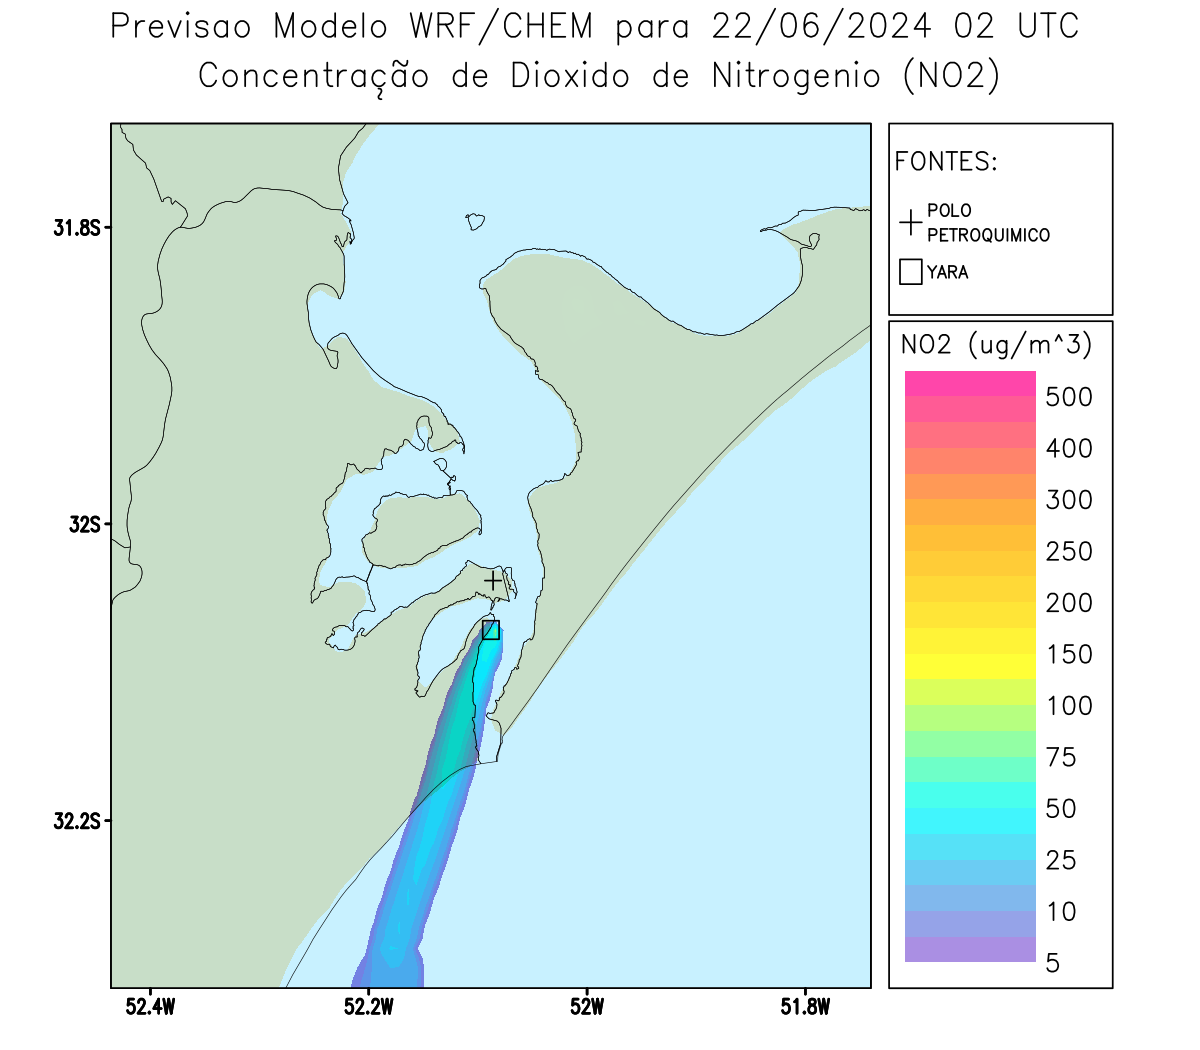 Previsao Modelo WRF/CHEM para 22/06/2024 02 UTC
Concentração de Dioxido de Nitrogenio (NO2)
FONTES:
POLO
PETROQUIMICO
YARA
NO2 (ug/m^3)
500
400
300
250
200
150
100
75
50
25
10
5
31.8S
32S
32.2S
52.4W
52.2W
52W
51.8W